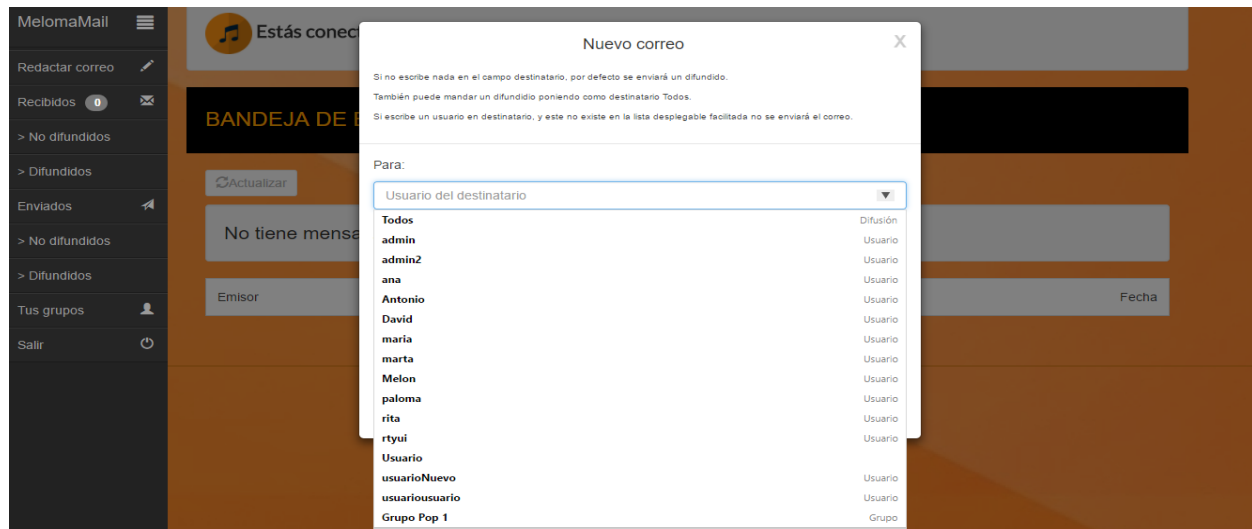 MelomaMail
Redactar correo
Recibidos 0
> No difundidos
> Difundidos
Enviados
> No difundidos
> Difundidos
Tus grupos
Salir
Estás conect
BANDEJA DE E
Actualizar
No tiene mensa
Emisor
Fecha
Nuevo correo
X
Si no escribe nada en el campo destinatario, por defecto se enviará un difundido.
También puede mandar un difundidio poniendo como destinatario Todos.
Si escribe un usuario en destinatario, y este no existe en la lista desplegable facilitada no se enviará el correo.
Para:
Usuario del destinatario
Todos Difusión
admin Usuario
admin2 Usuario
ana Usuario
Antonio Usuario
David Usuario
maria Usuario
marta Usuario
Melon Usuario
paloma Usuario
rita Usuario
rtyui Usuario
Usuario
usuarioNuevo Usuario
usuariousuario Usuario
Grupo Pop 1 Grupo